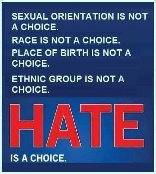 SEXUAL ORIENTATION IS NOT
A CHOICE.
RACE IS NOT A CHOICE.
PLACE OF BIRTH IS NOT A
CHOICE.
ETHNIC GROUP IS NOT A
CHOICE.
HATE
IS A CHOICE.